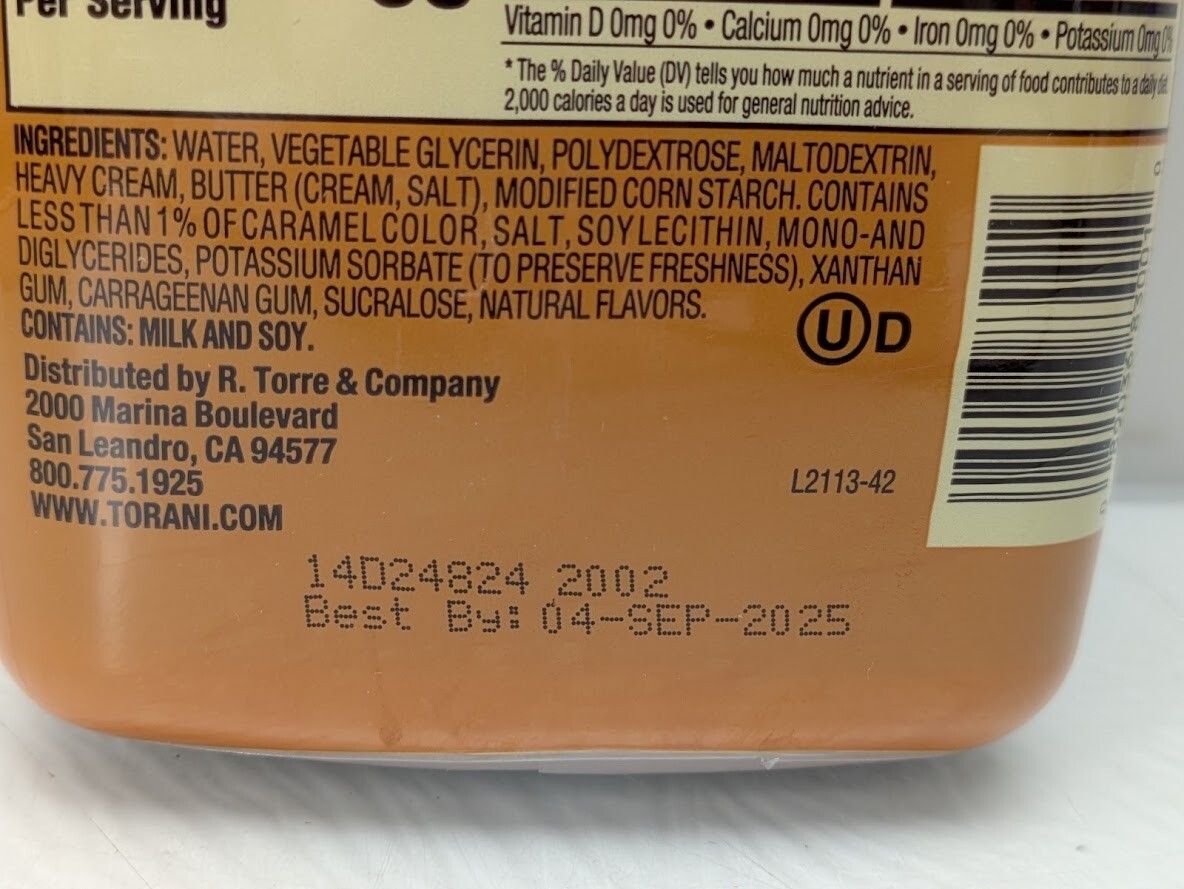 Per serving
Vitamin D 0mg 0% • Calcium 0mg 0% • Iron 0mg 0% • Potassium 0mg 0%
* The % Daily Value (DV) tells you how much a nutrient in a serving of food contributes to a daily diet.
2,000 calories a day is used for general nutrition advice.
INGREDIENTS: WATER, VEGETABLE GLYCERIN, POLYDEXTROSE, MALTODEXTRIN,
HEAVY CREAM, BUTTER (CREAM, SALT), MODIFIED CORN STARCH. CONTAINS
LESS THAN 1% OF CARAMEL COLOR, SALT, SOY LECITHIN, MONO-AND
DIGLYCERIDES, POTASSIUM SORBATE (TO PRESERVE FRESHNESS), XANTHAN
GUM, CARRAGEENAN GUM, SUCRALOSE, NATURAL FLAVORS.
CONTAINS: MILK AND SOY.
U D
Distributed by R. Torre & Company
2000 Marina Boulevard
San Leandro, CA 94577
800.775.1925
WWW.TORANI.COM
L2113-42
14D24824 2002
Best By: 04-SEP-2025